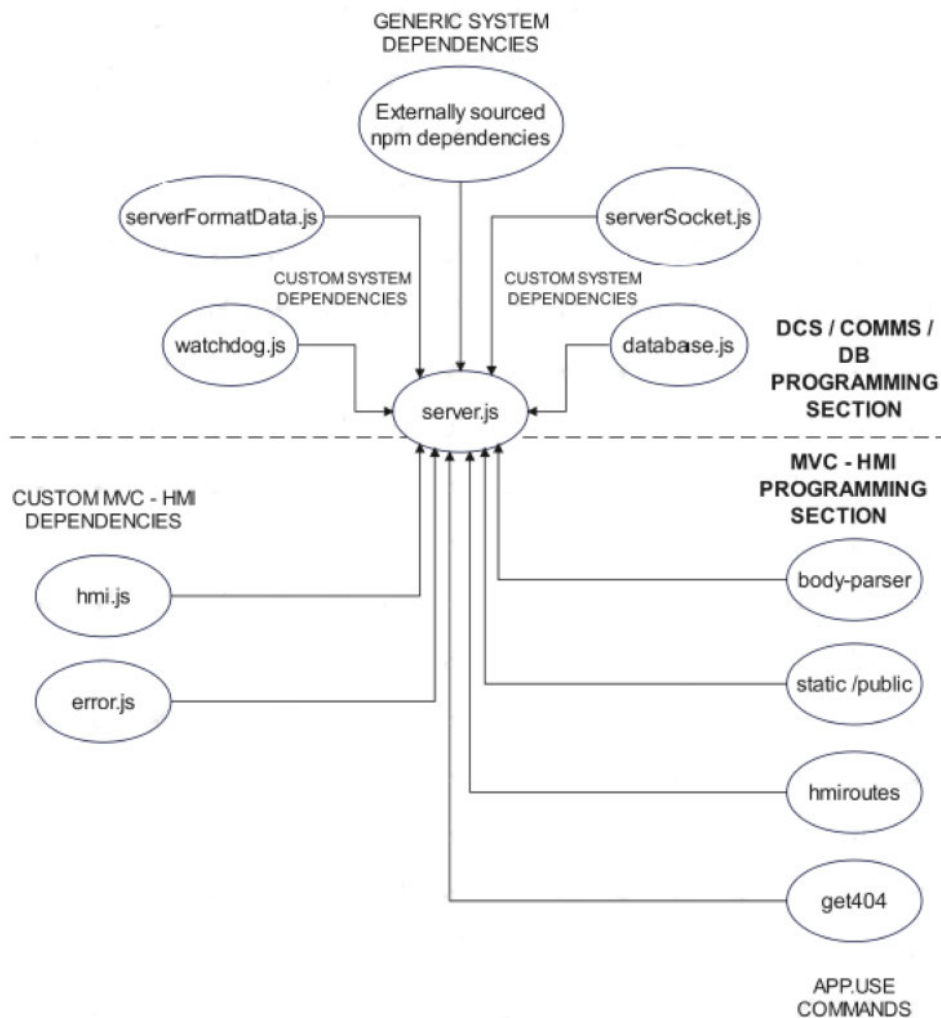 GENERIC SYSTEM
DEPENDENCIES
Externally sourced
npm dependencies
serverFormatData.js
serverSocket.js
CUSTOM SYSTEM
DEPENDENCIES
CUSTOM SYSTEM
DEPENDENCIES
watchdog.js
database.js
server.js
DCS / COMMS /
DB
PROGRAMMING
SECTION
MVC - HMI
PROGRAMMING
SECTION
CUSTOM MVC - HMI
DEPENDENCIES
hmi.js
error.js
body-parser
static /public
hmiroutes
get404
APP.USE
COMMANDS